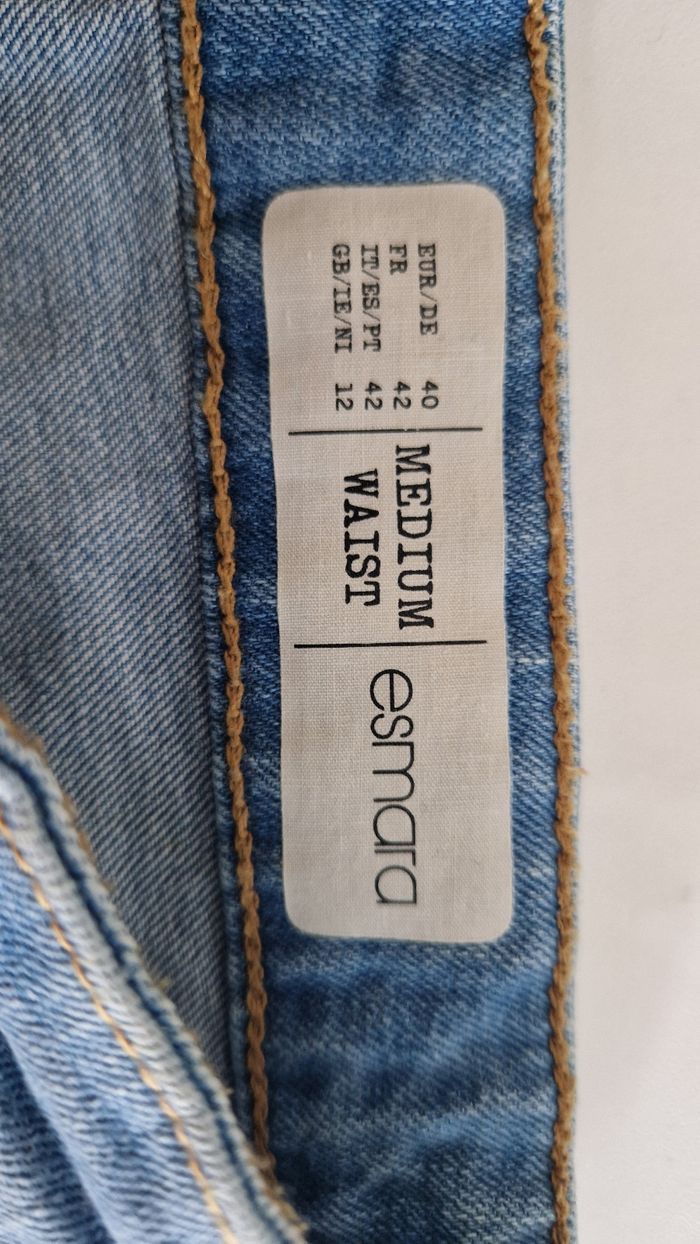 EUR/DE 40
FR 42
IT/ES/PT 42
GB/IE/NI 12
MEDIUM
WAIST
esmara